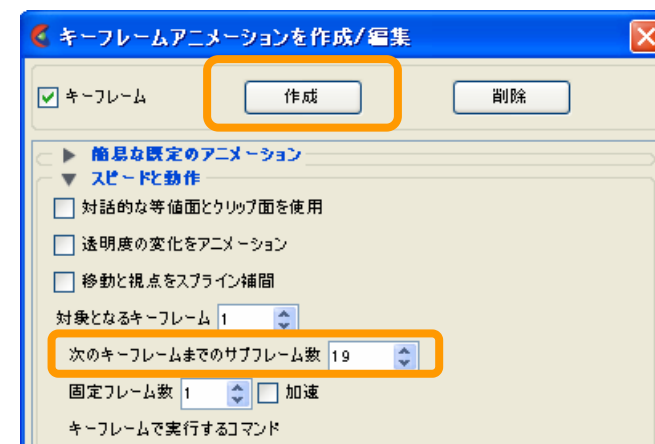 キーフレームアニメーションを作成/編集
キーフレーム 作成 削除
簡易な既定のアニメーション
スピードと動作
対話的な等値面とクリップ面を使用
透明度の変化をアニメーション
移動と視点をスプライン補間
対象となるキーフレーム 1
次のキーフレームまでのサブフレーム数 19
固定フレーム数 1 加速
キーフレームで実行するコマンド